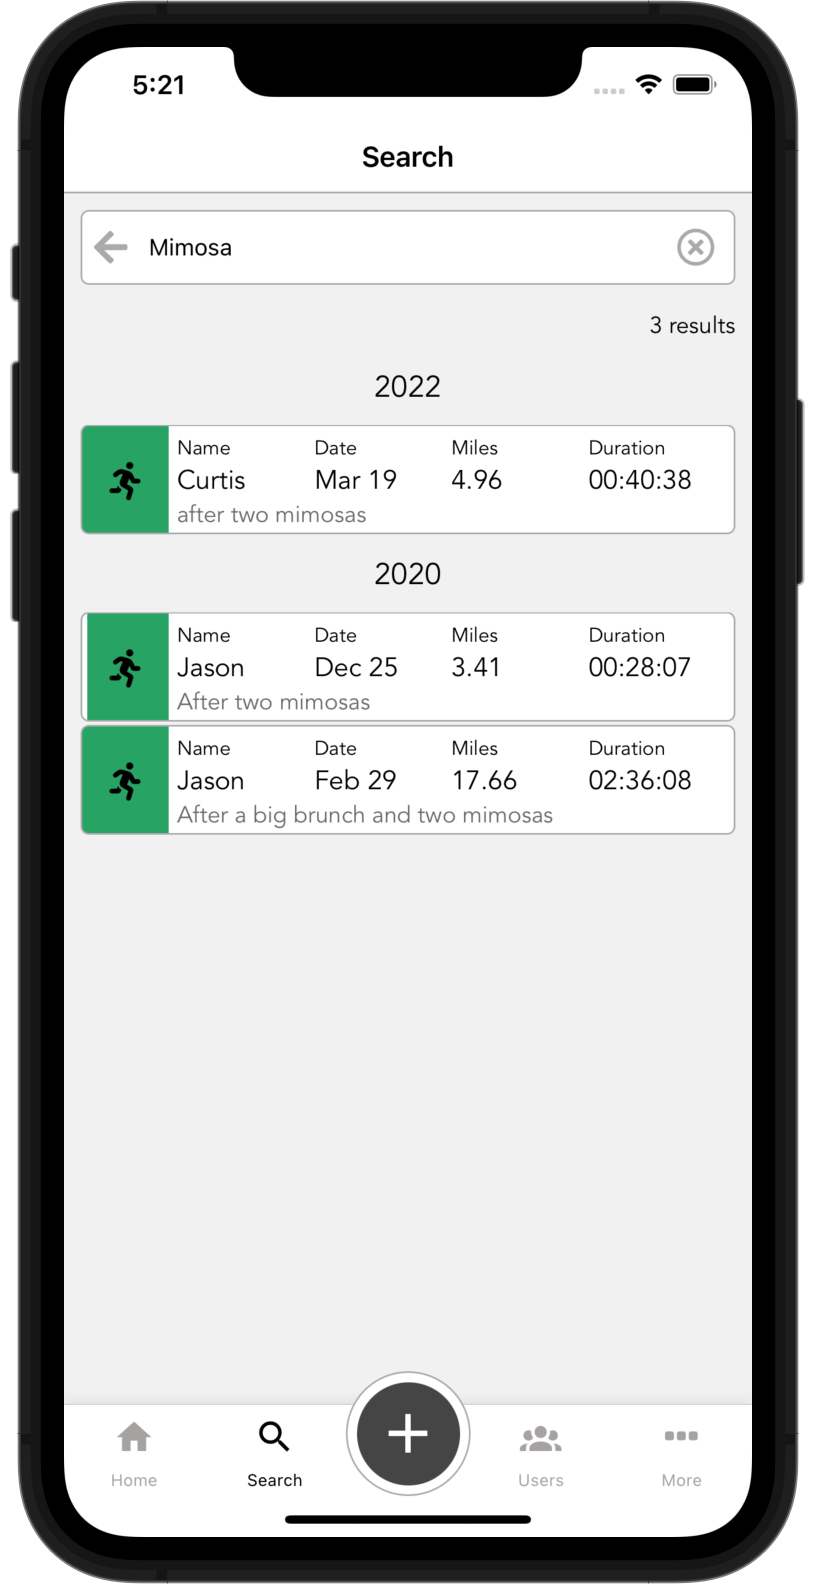 5:21
Search
Mimosa
3 results
2022
Name Date Miles Duration
Curtis Mar 19 4.96 00:40:38
after two mimosas
2020
Name Date Miles Duration
Jason Dec 25 3.41 00:28:07
After two mimosas
Name Date Miles Duration
Jason Feb 29 17.66 02:36:08
After a big brunch and two mimosas
Home Search Users More